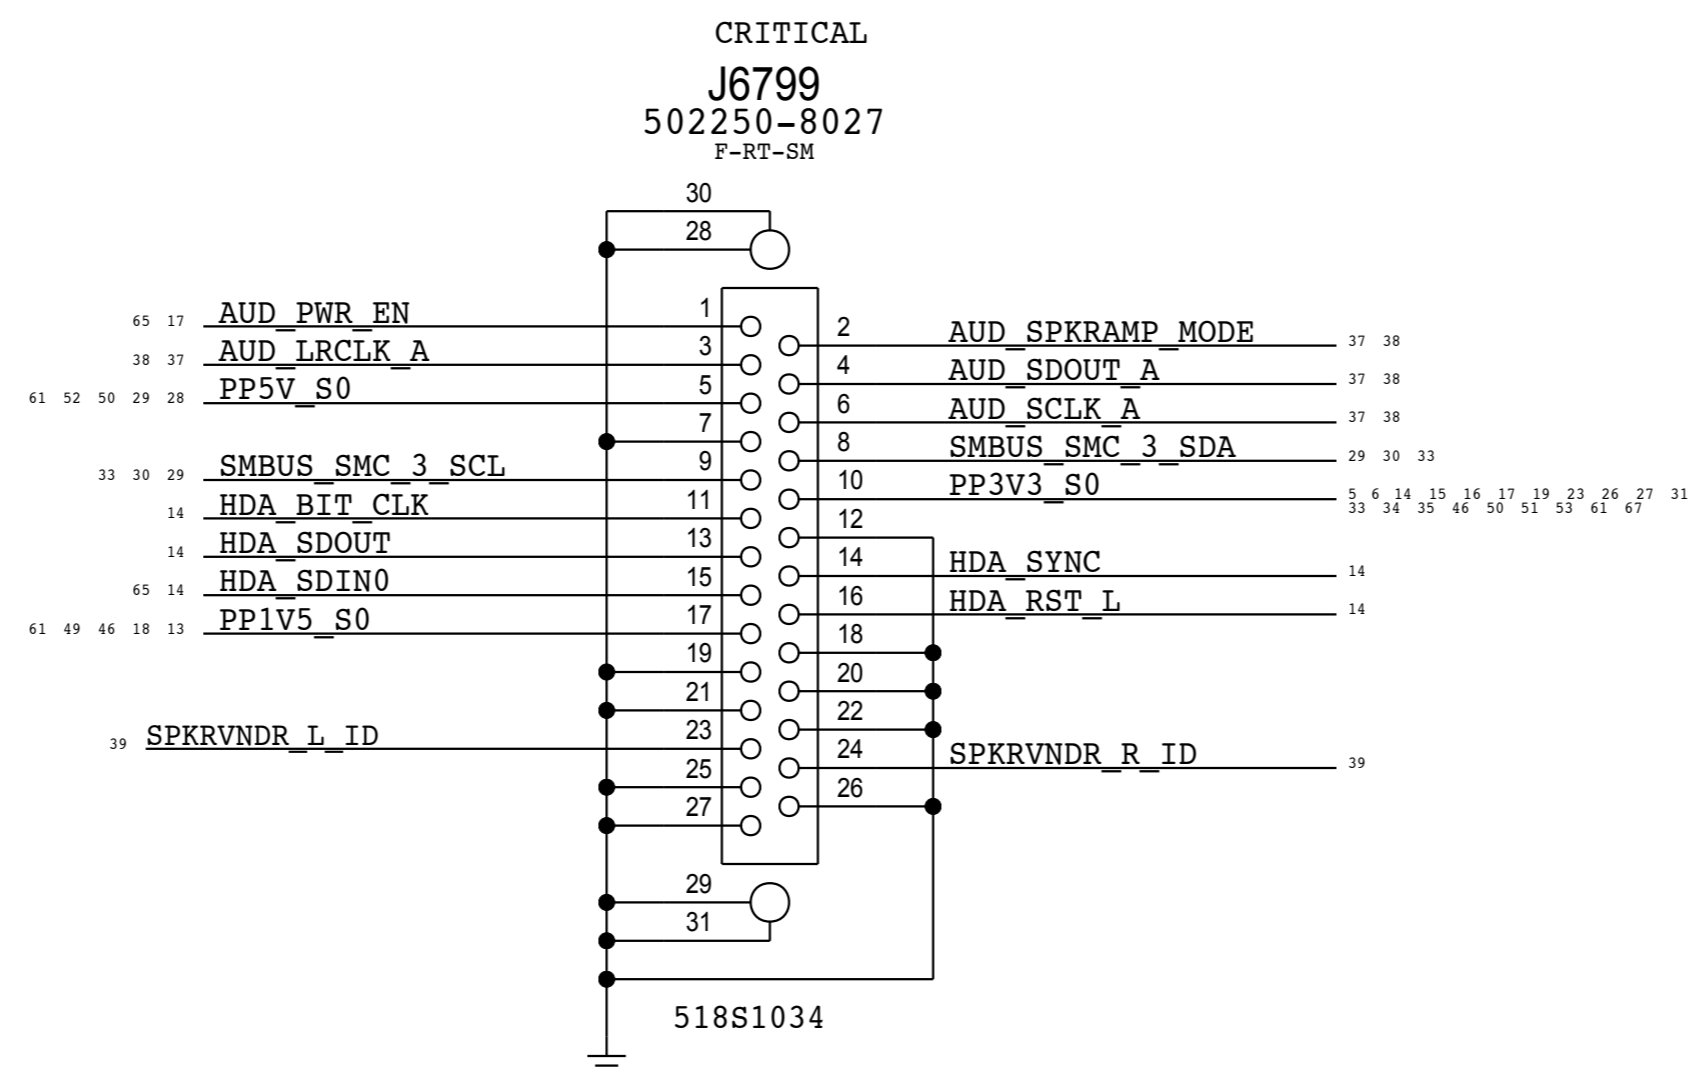 CRITICAL
J6799
502250-8027
F-RT-SM
30
28
65 17 AUD_PWR_EN 1
2 AUD_SPKRAMP_MODE 37 38
38 37 AUD_LRCLK_A 3
4 AUD_SDOUT_A 37 38
61 52 50 29 28 PP5V_S0 5
6 AUD_SCLK_A 37 38
7
8 SMBUS_SMC_3_SDA 29 30 33
33 30 29 SMBUS_SMC_3_SCL 9
10 PP3V3_S0 5 6 14 15 16 17 19 23 26 27 31
33 34 35 46 50 51 53 61 67
14 HDA_BIT_CLK 11
12
14 HDA_SDOUT 13
14 HDA_SYNC 14
65 14 HDA_SDIN0 15
16 HDA_RST_L 14
61 49 46 18 13 PP1V5_S0 17
18
19
20
21
22
39 SPKRVNDR_L_ID 23
24 SPKRVNDR_R_ID 39
25
26
27
29
31
518S1034